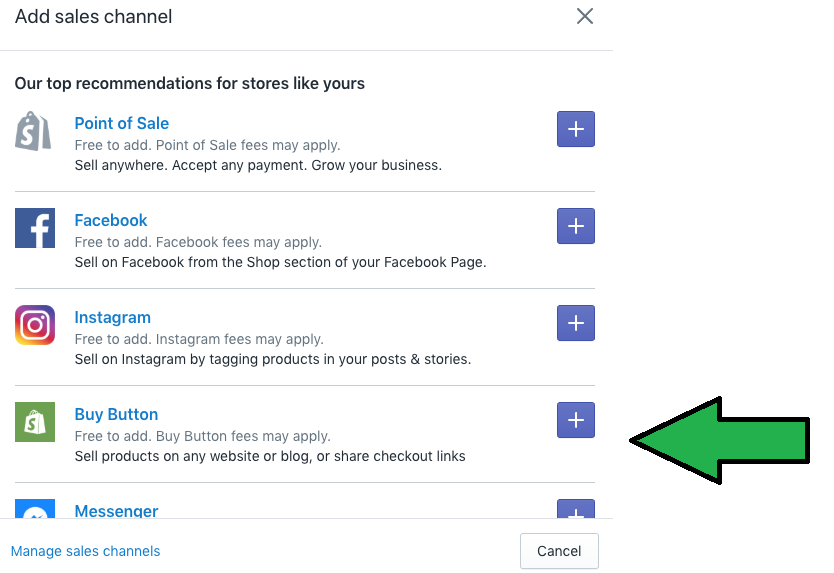 Add sales channel
Our top recommendations for stores like yours
Point of Sale
Free to add. Point of Sale fees may apply.
Sell anywhere. Accept any payment. Grow your business.
Facebook
Free to add. Facebook fees may apply.
Sell on Facebook from the Shop section of your Facebook Page.
Instagram
Free to add. Instagram fees may apply.
Sell on Instagram by tagging products in your posts & stories.
Buy Button
Free to add. Buy Button fees may apply.
Sell products on any website or blog, or share checkout links
Messenger
Manage sales channels
Cancel